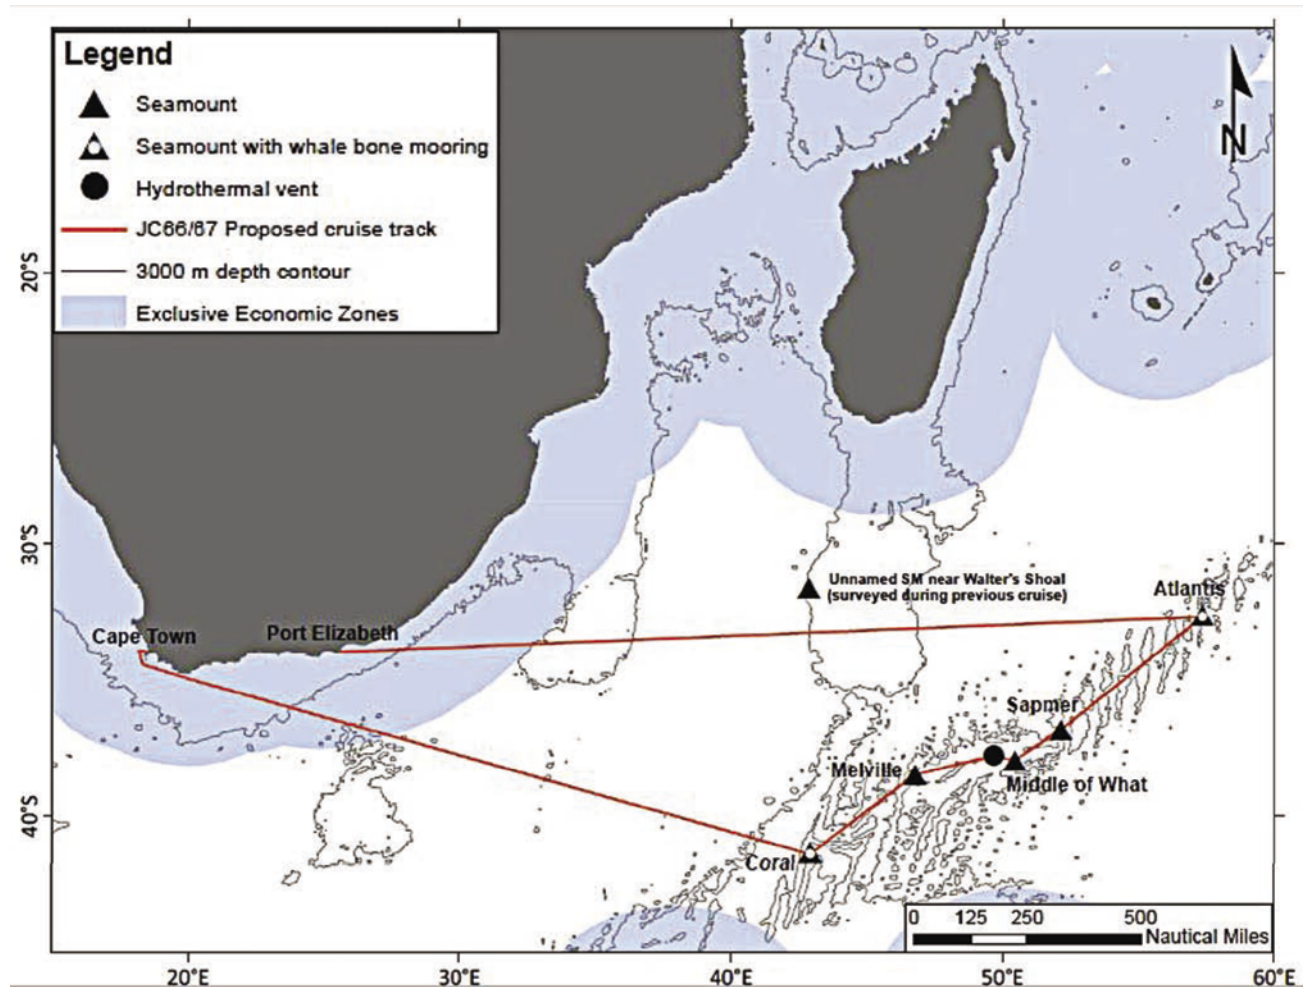 Legend
Seamount
Seamount with whale bone mooring
Hydrothermal vent
JC66/67 Proposed cruise track
3000 m depth contour
Exclusive Economic Zones
N
20°S
30°S
Unnamed SM near Walter's Shoal
(surveyed during previous cruise)
Atlantis
Cape Town
Port Elizabeth
Sapmer
Melville
Middle of What
40°S
Coral
0 125 250 500
Nautical Miles
20°E 30°E 40°E 50°E 60°E